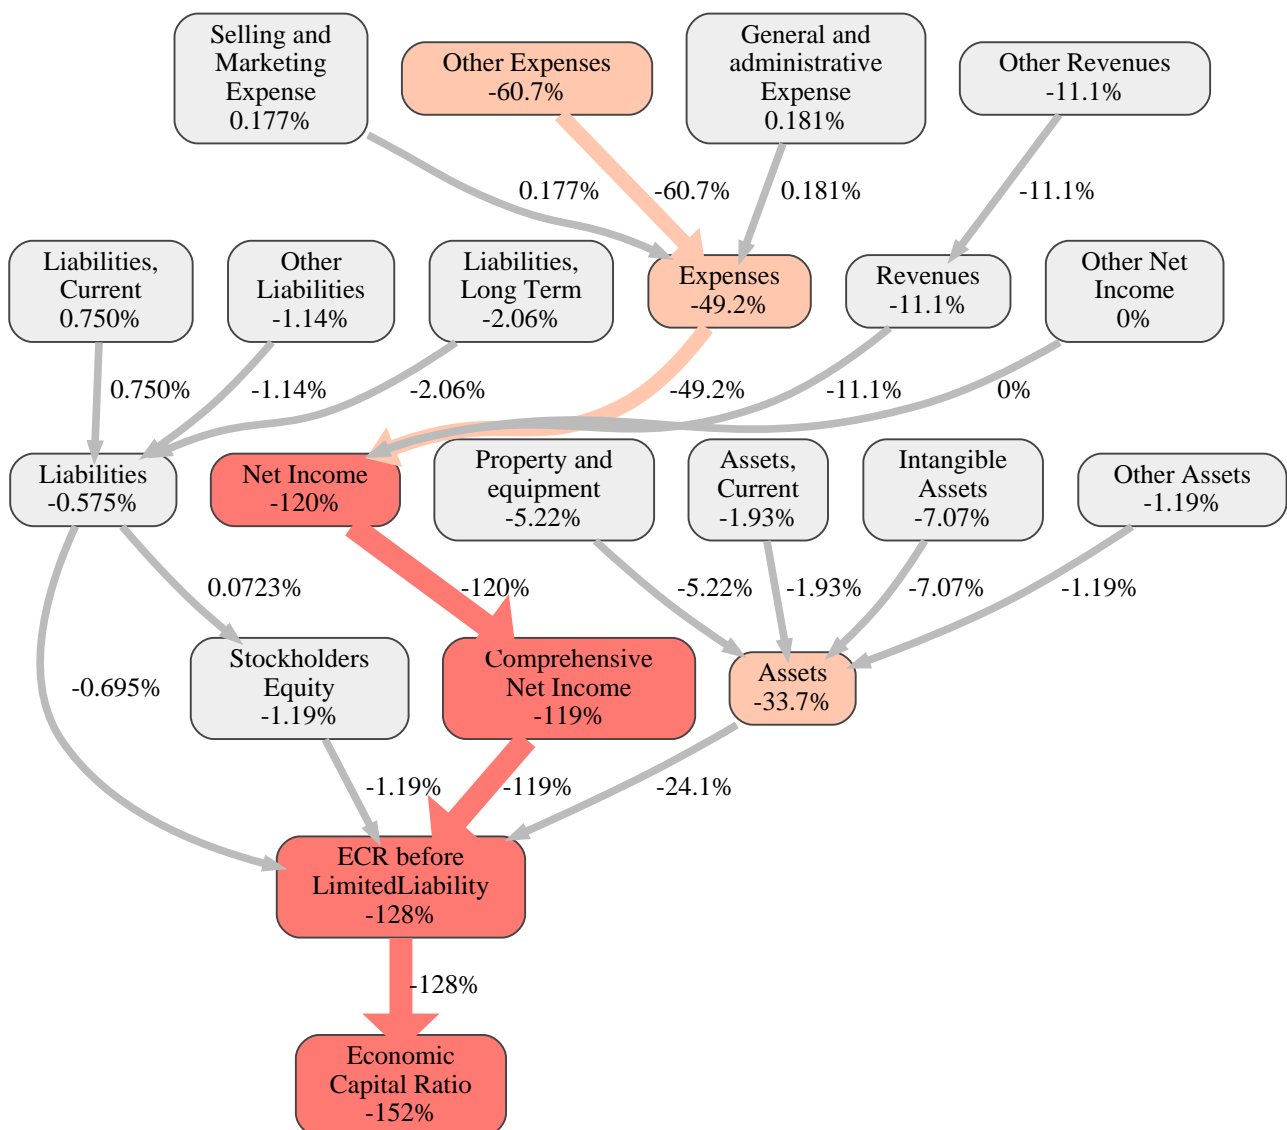 Selling and
Marketing
Expense
0.177%
Other Expenses
-60.7%
General and
administrative
Expense
0.181%
Other Revenues
-11.1%
0.177%
-60.7%
0.181%
-11.1%
Liabilities,
Current
0.750%
Other
Liabilities
-1.14%
Liabilities,
Long Term
-2.06%
Expenses
-49.2%
Revenues
-11.1%
Other Net
Income
0%
0.750%
-1.14%
-2.06%
-49.2%
-11.1%
0%
Liabilities
-0.575%
Net Income
-120%
Property and
equipment
-5.22%
Assets,
Current
-1.93%
Intangible
Assets
-7.07%
Other Assets
-1.19%
0.0723%
-120%
-5.22%
-1.93%
-7.07%
-1.19%
-0.695%
Stockholders
Equity
-1.19%
Comprehensive
Net Income
-119%
Assets
-33.7%
-1.19%
-119%
-24.1%
ECR before
LimitedLiability
-128%
-128%
Economic
Capital Ratio
-152%